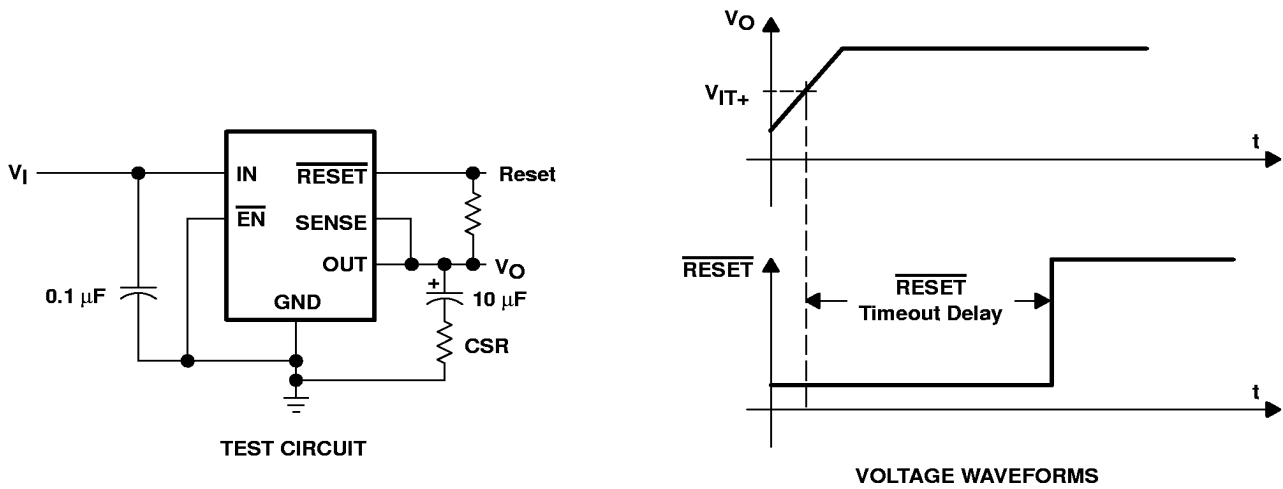 VI
IN
RESET
Reset
EN
SENSE
OUT
VO
0.1 μF
GND
+
10 μF
CSR
TEST CIRCUIT
VO
VIT+
t
RESET
RESET
Timeout Delay
t
VOLTAGE WAVEFORMS